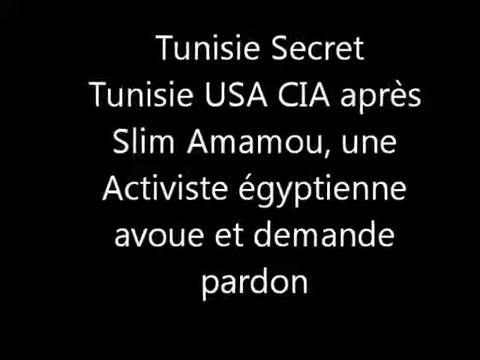 Tunisie Secret
Tunisie USA CIA après
Slim Amamou, une
Activiste égyptienne
avoue et demande
pardon